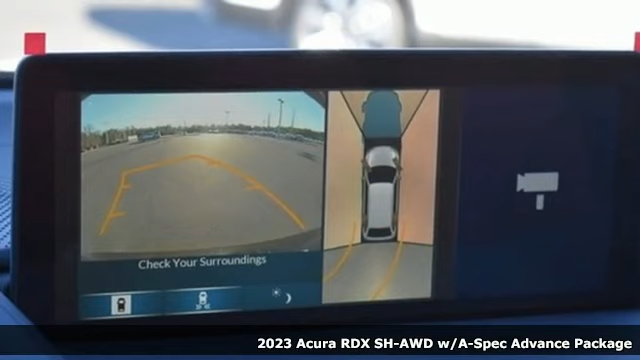 Check Your Surroundings
2023 Acura RDX SH-AWD w/A-Spec Advance Package